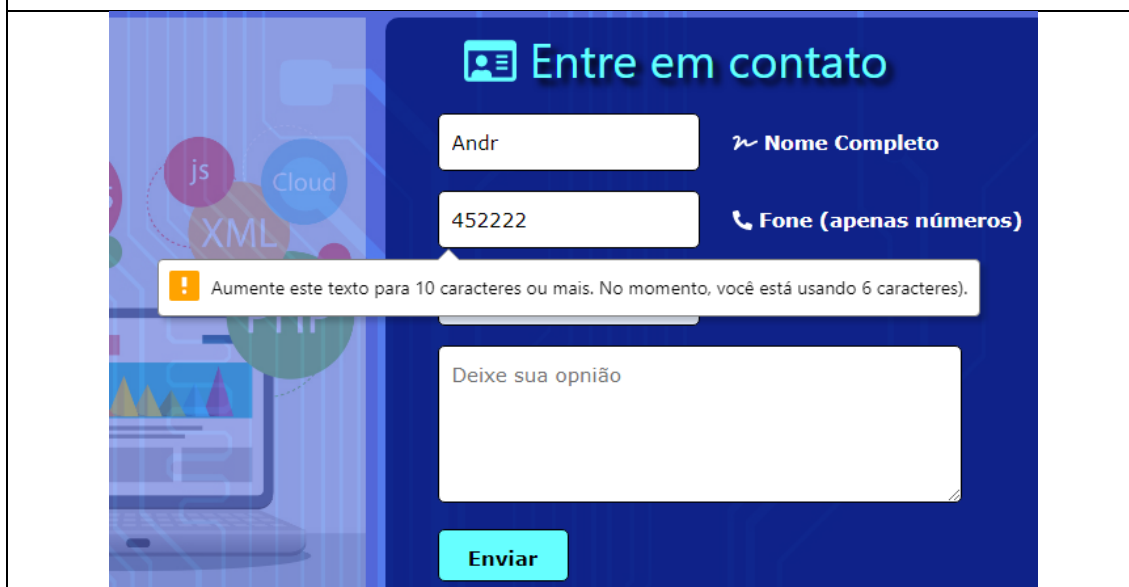 Entre em contato
Andr
Nome Completo
452222
Fone (apenas números)
Aumente este texto para 10 caracteres ou mais. No momento, você está usando 6 caracteres).
js
Cloud
XML
PHP
Deixe sua opnião
Enviar